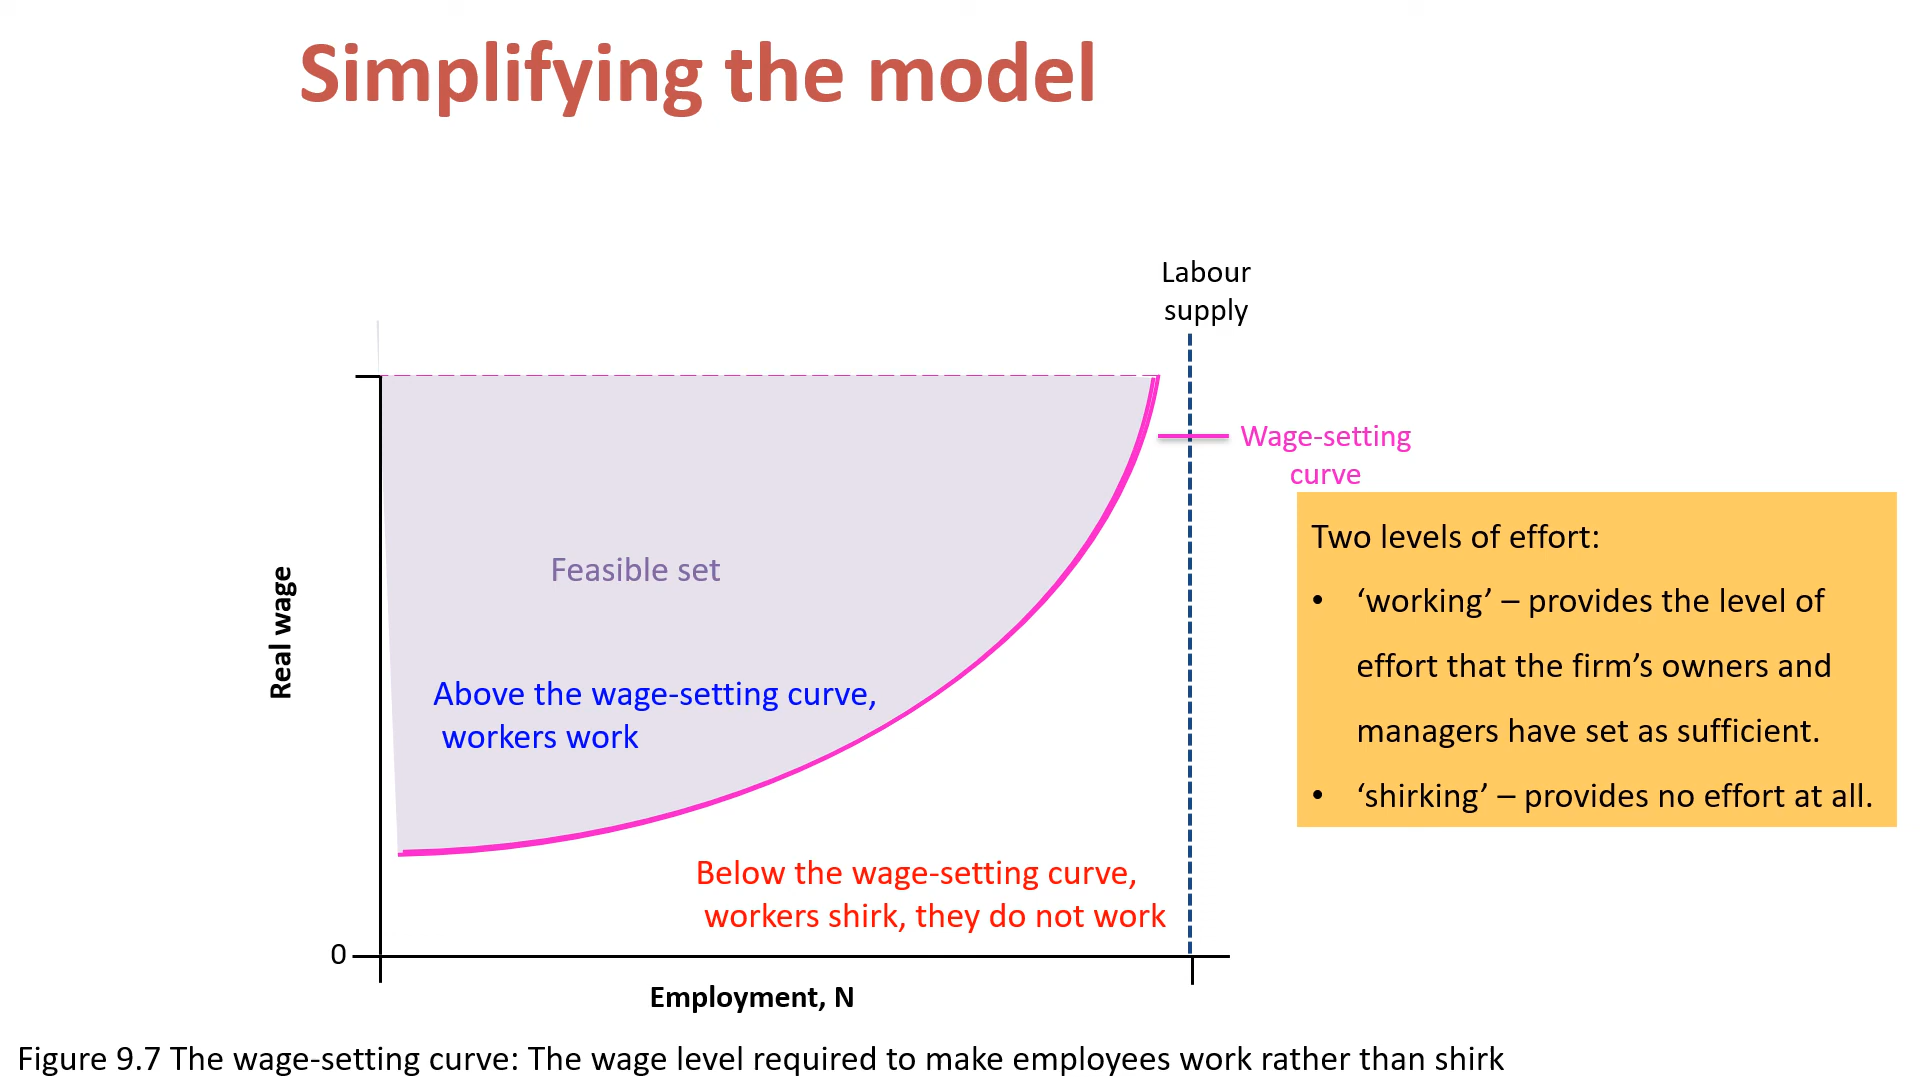 Simplifying the model
Labour
supply
Wage-setting
curve
Two levels of effort:
• ‘working’ – provides the level of
effort that the firm’s owners and
managers have set as sufficient.
• ‘shirking’ – provides no effort at all.
Feasible set
Real wage
Above the wage-setting curve,
workers work
Below the wage-setting curve,
workers shirk, they do not work
0
Employment, N
Figure 9.7 The wage-setting curve: The wage level required to make employees work rather than shirk